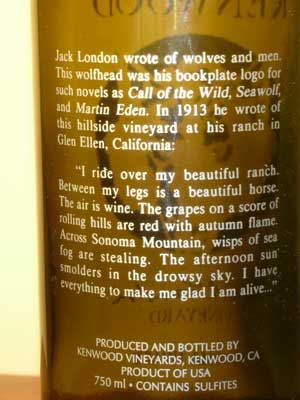 KENWOOD
Jack London wrote of wolves and men.
This wolfhead was his bookplate logo for
such novels as Call of the Wild, Seawolf,
and Martin Eden. In 1913 he wrote of
this hillside vineyard at his ranch in
Glen Ellen, California:
"I ride over my beautiful ranch.
Between my legs is a beautiful horse.
The air is wine. The grapes on a score of
rolling hills are red with autumn flame.
Across Sonoma Mountain, wisps of sea
fog are stealing. The afternoon sun
smolders in the drowsy sky. I have
everything to make me glad I am alive..."
VINEYARD
PRODUCED AND BOTTLED BY
KENWOOD VINEYARDS, KENWOOD, CA
PRODUCT OF USA
750 ml • CONTAINS SULFITES